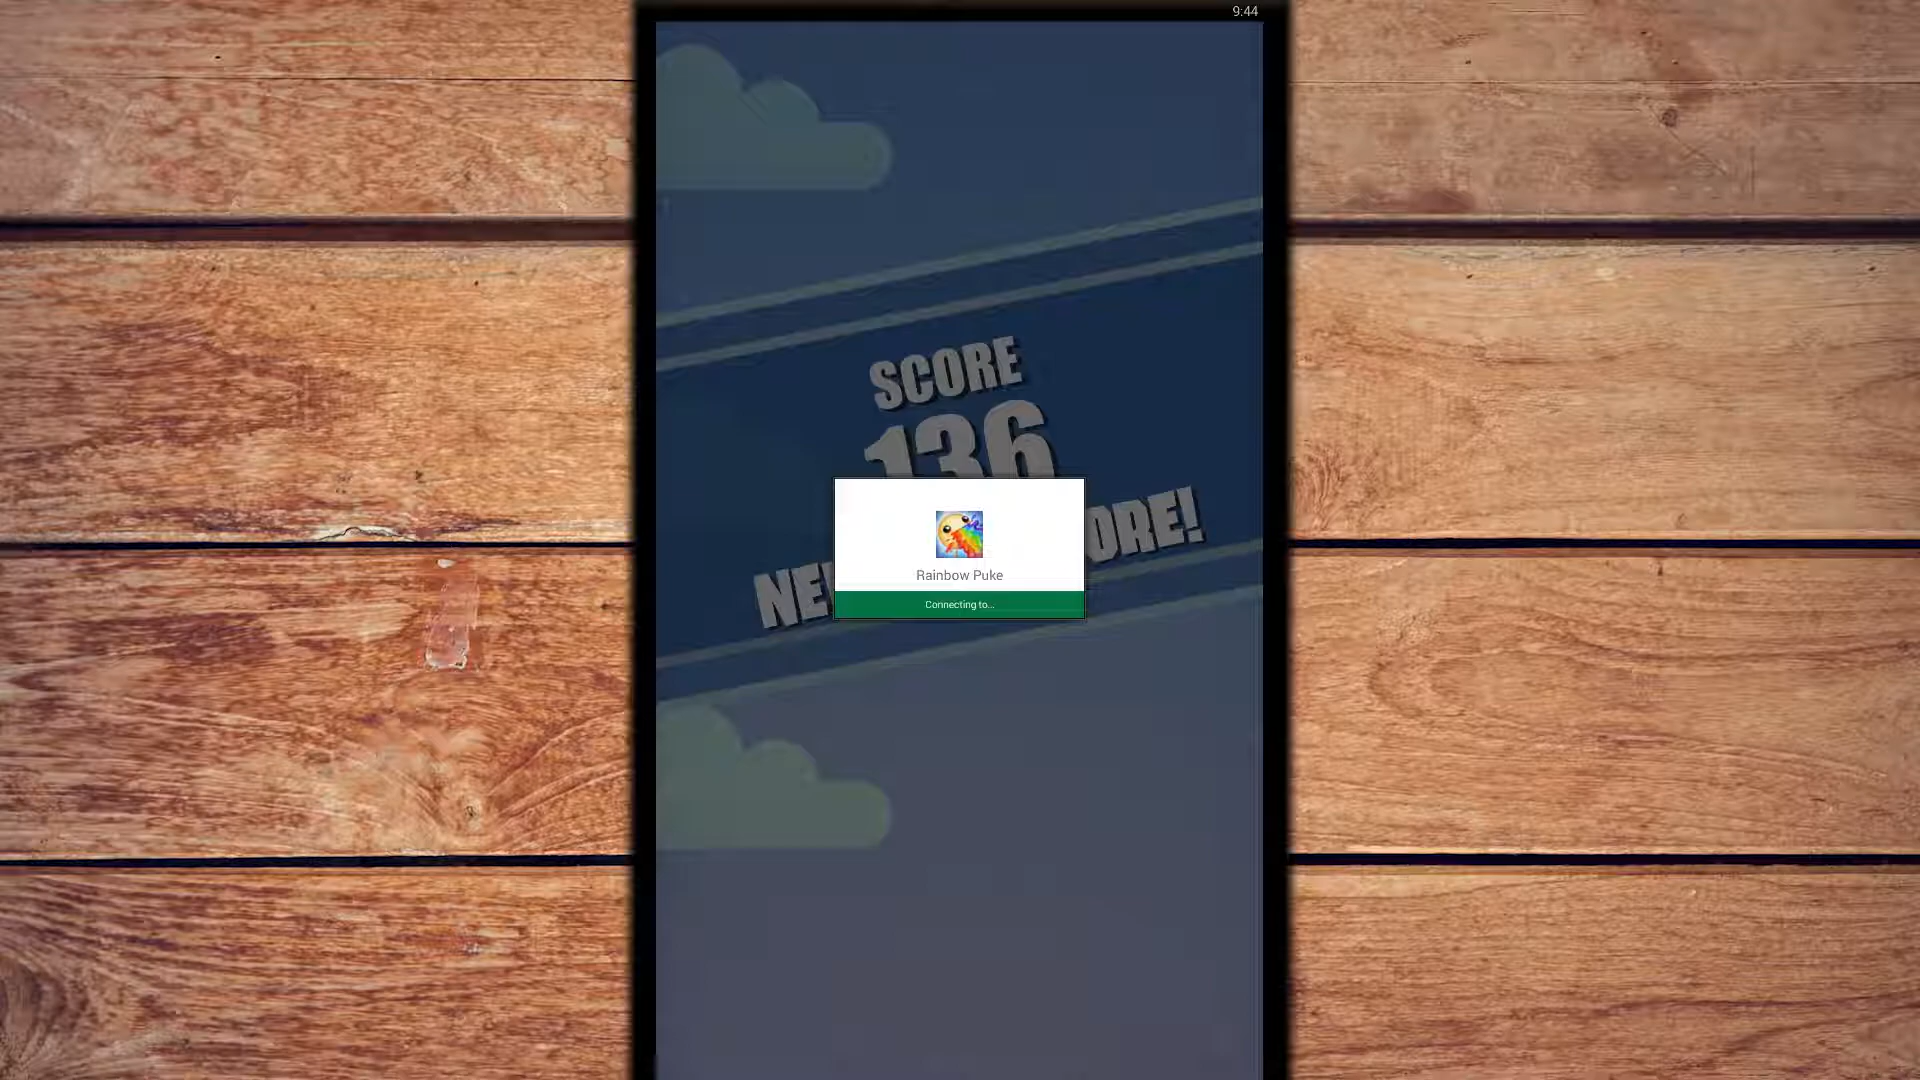 9:44
SCORE
136
NE ORE!
Rainbow Puke
Connecting to...